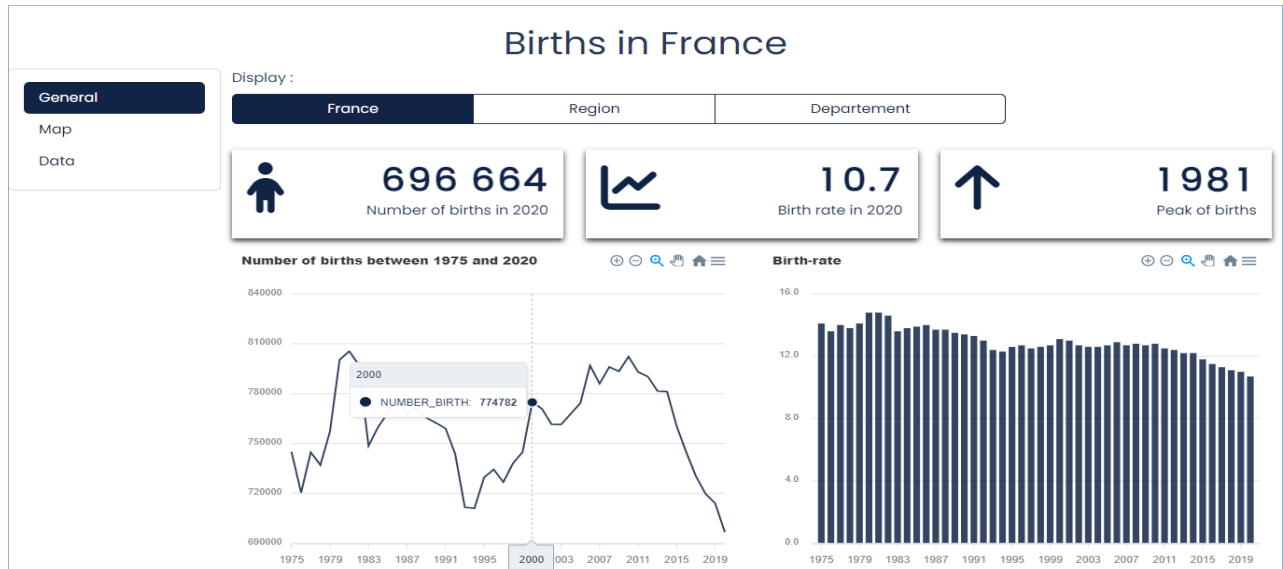 Births in France
Display :
General
Map
Data
France Region Departement
696 664
Number of births in 2020
10.7
Birth rate in 2020
1981
Peak of births
Number of births between 1975 and 2020
840000
810000
780000
750000
720000
690000
2000
NUMBER_BIRTH: 774782
1975 1979 1983 1987 1991 1995 2000 003 2007 2011 2015 2019
Birth-rate
16.0
12.0
8.0
4.0
0.0
1975 1979 1983 1987 1991 1995 1999 2003 2007 2011 2015 2019